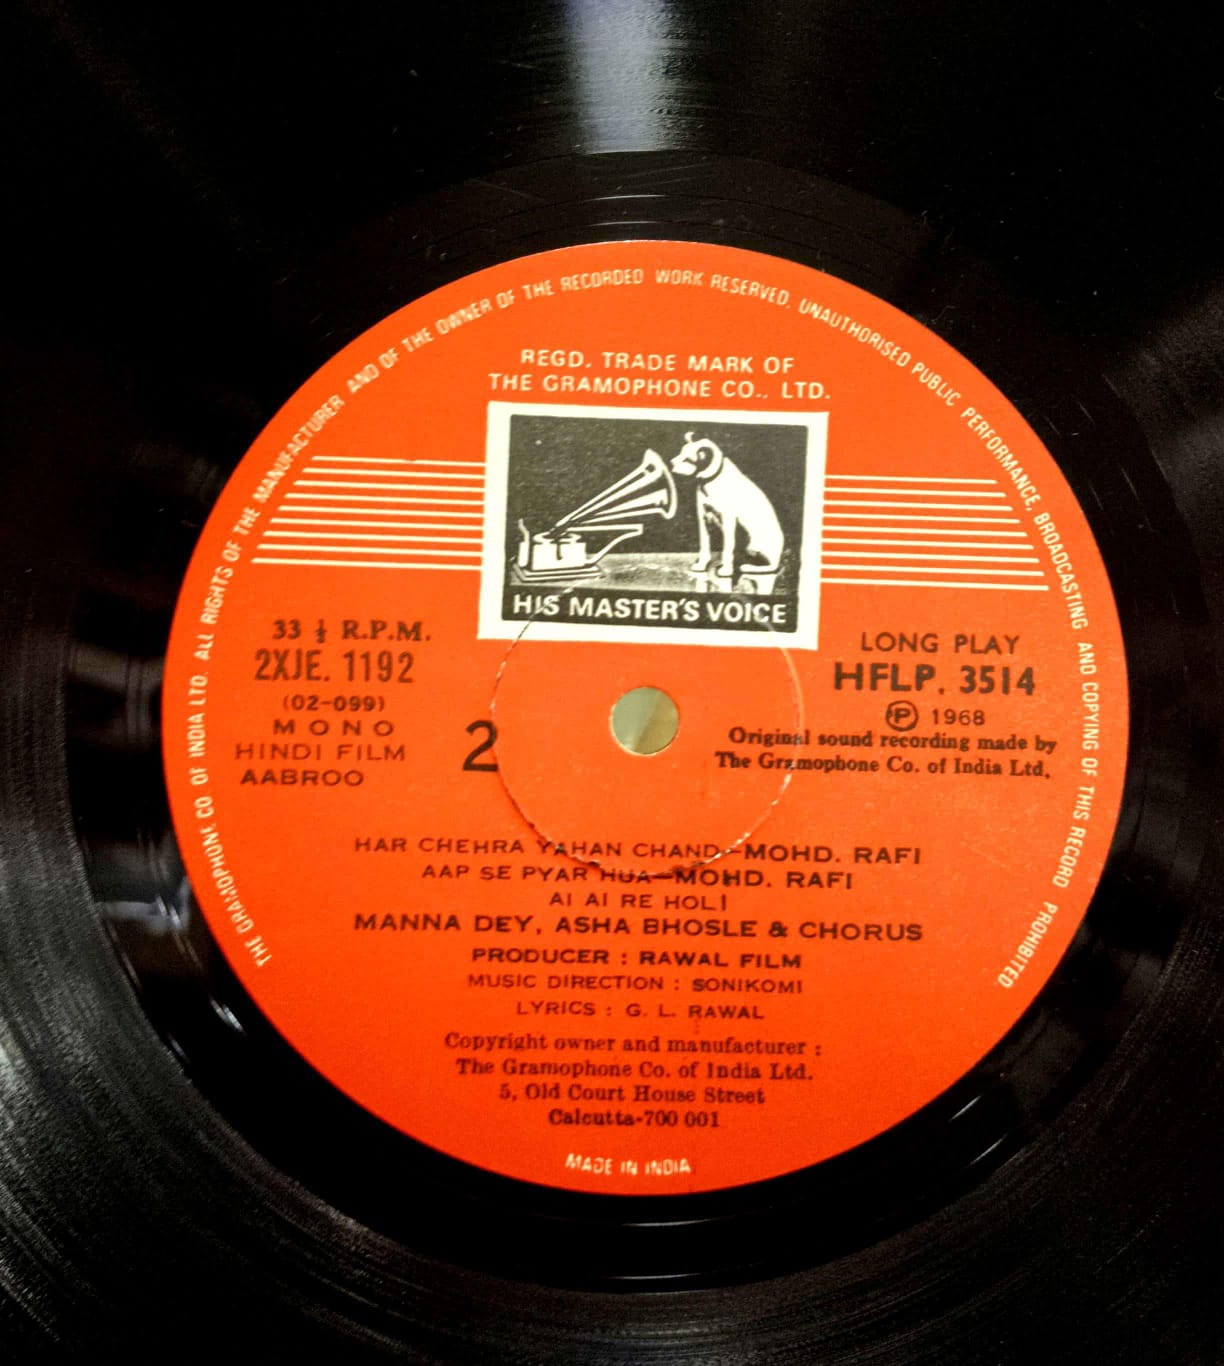 THE GRAMOPHONE CO. OF INDIA LTD. ALL RIGHTS OF THE MANUFACTURER AND OF THE OWNER OF THE RECORDED WORK RESERVED. UNAUTHORISED PUBLIC PERFORMANCE, BROADCASTING AND COPYING OF THIS RECORD PROHIBITED.
REGD. TRADE MARK OF
THE GRAMOPHONE CO., LTD.
HIS MASTER'S VOICE
33 ⅓ R.P.M.
2XJE. 1192
(02-099)
MONO
HINDI FILM
AABROO
2
LONG PLAY
HFLP. 3514
Ⓟ 1968
Original sound recording made by
The Gramophone Co. of India Ltd.
HAR CHEHRA YAHAN CHAND—MOHD. RAFI
AAP SE PYAR HUA—MOHD. RAFI
AI AI RE HOLI
MANNA DEY, ASHA BHOSLE & CHORUS
PRODUCER : RAWAL FILM
MUSIC DIRECTION : SONIKOMI
LYRICS : G. L. RAWAL
Copyright owner and manufacturer :
The Gramophone Co. of India Ltd.
5, Old Court House Street
Calcutta-700 001
MADE IN INDIA